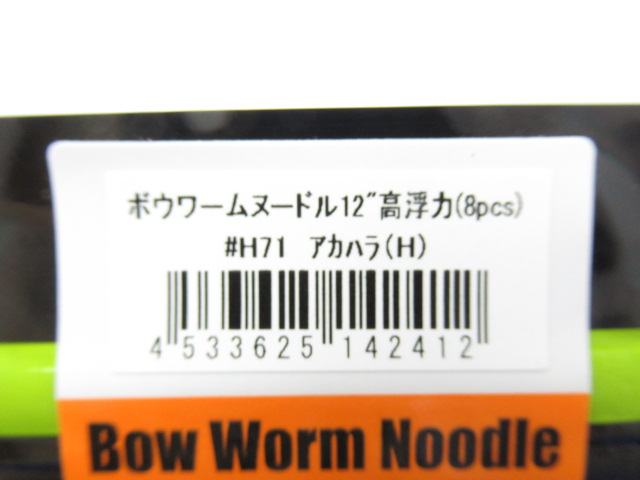 ボウワームヌードル12"高浮力(8pcs)
#H71 アカハラ(H)
4 533625 142412
Bow Worm Noodle